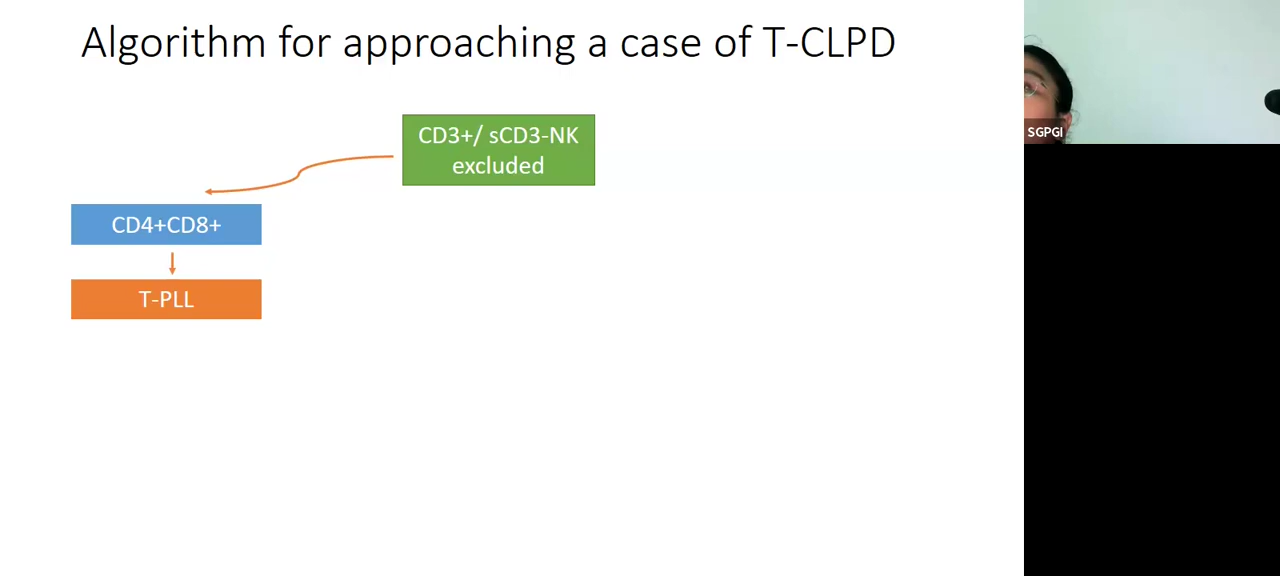 Algorithm for approaching a case of T-CLPD
CD3+/ sCD3-NK
excluded
CD4+CD8+
T-PLL
SGPGI